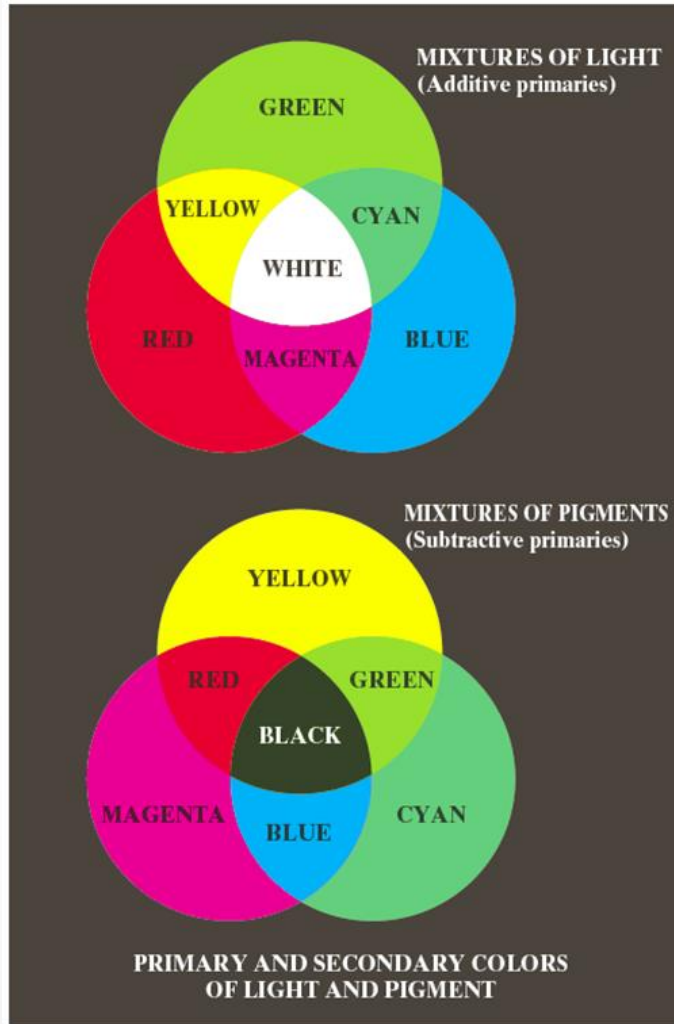 MIXTURES OF LIGHT
(Additive primaries)
GREEN
YELLOW
CYAN
WHITE
RED
BLUE
MAGENTA
MIXTURES OF PIGMENTS
(Subtractive primaries)
YELLOW
RED
GREEN
BLACK
MAGENTA
CYAN
BLUE
PRIMARY AND SECONDARY COLORS
OF LIGHT AND PIGMENT